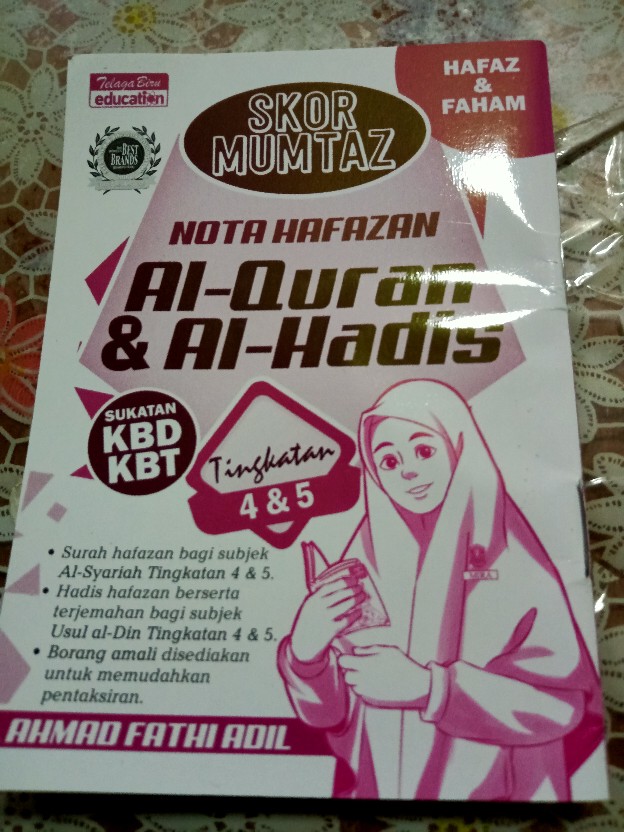 Telaga Biru
education
THE BEST
BRANDS
SKOR
MUMTAZ
HAFAZ
&
FAHAM
NOTA HAFAZAN
Al-Quran
& Al-Hadis
SUKATAN
KBD
KBT
Tingkatan
4 & 5
• Surah hafazan bagi subjek
Al-Syariah Tingkatan 4 & 5.
• Hadis hafazan berserta
terjemahan bagi subjek
Usul al-Din Tingkatan 4 & 5.
• Borang amali disediakan
untuk memudahkan
pentaksiran.
AHMAD FATHI ADIL